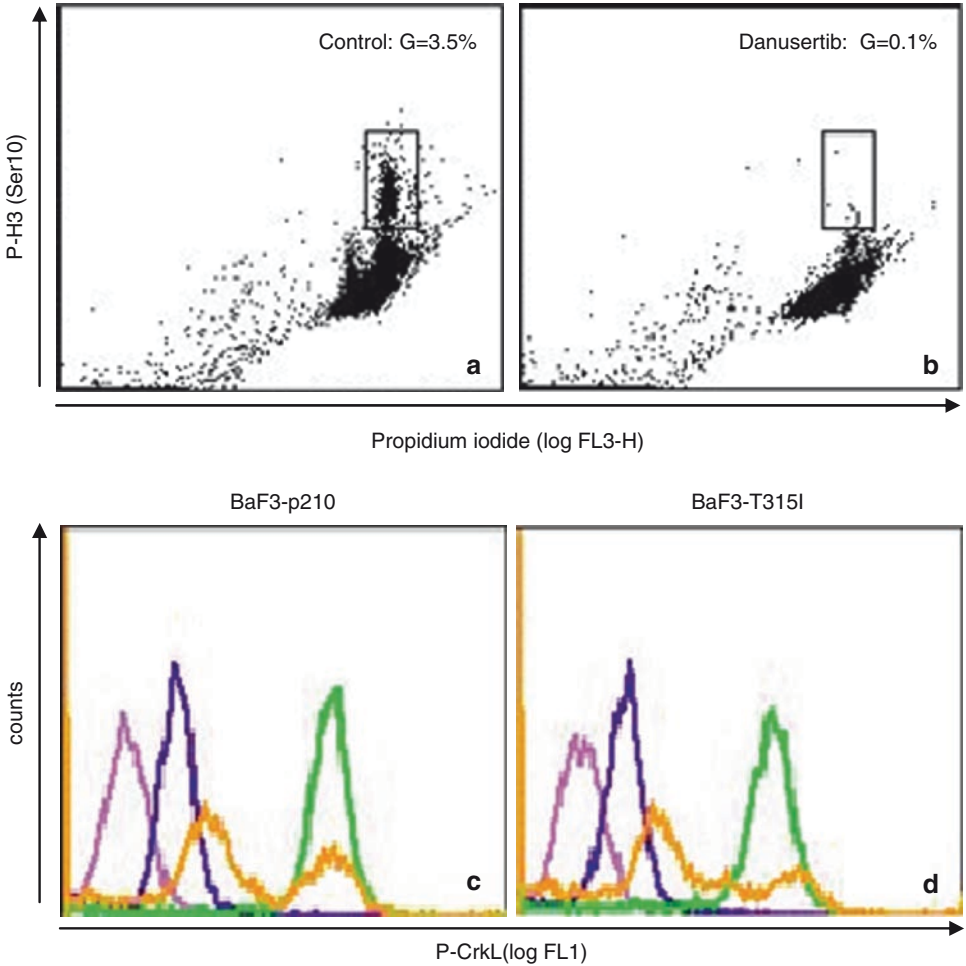 Control: G=3.5%
Danusertib: G=0.1%
P-H3 (Ser10)
a
b
Propidium iodide (log FL3-H)
BaF3-p210
BaF3-T315I
counts
c
d
P-CrkL(log FL1)